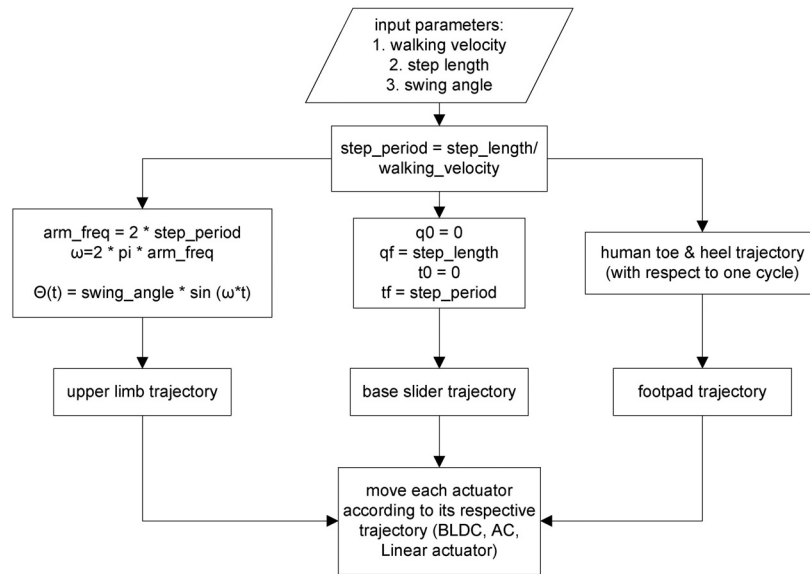 input parameters:
1. walking velocity
2. step length
3. swing angle
step_period = step_length/
walking_velocity
arm_freq = 2 * step_period
ω=2 * pi * arm_freq
Θ(t) = swing_angle * sin (ω*t)
q0 = 0
qf = step_length
t0 = 0
tf = step_period
human toe & heel trajectory
(with respect to one cycle)
upper limb trajectory
base slider trajectory
footpad trajectory
move each actuator
according to its respective
trajectory (BLDC, AC,
Linear actuator)